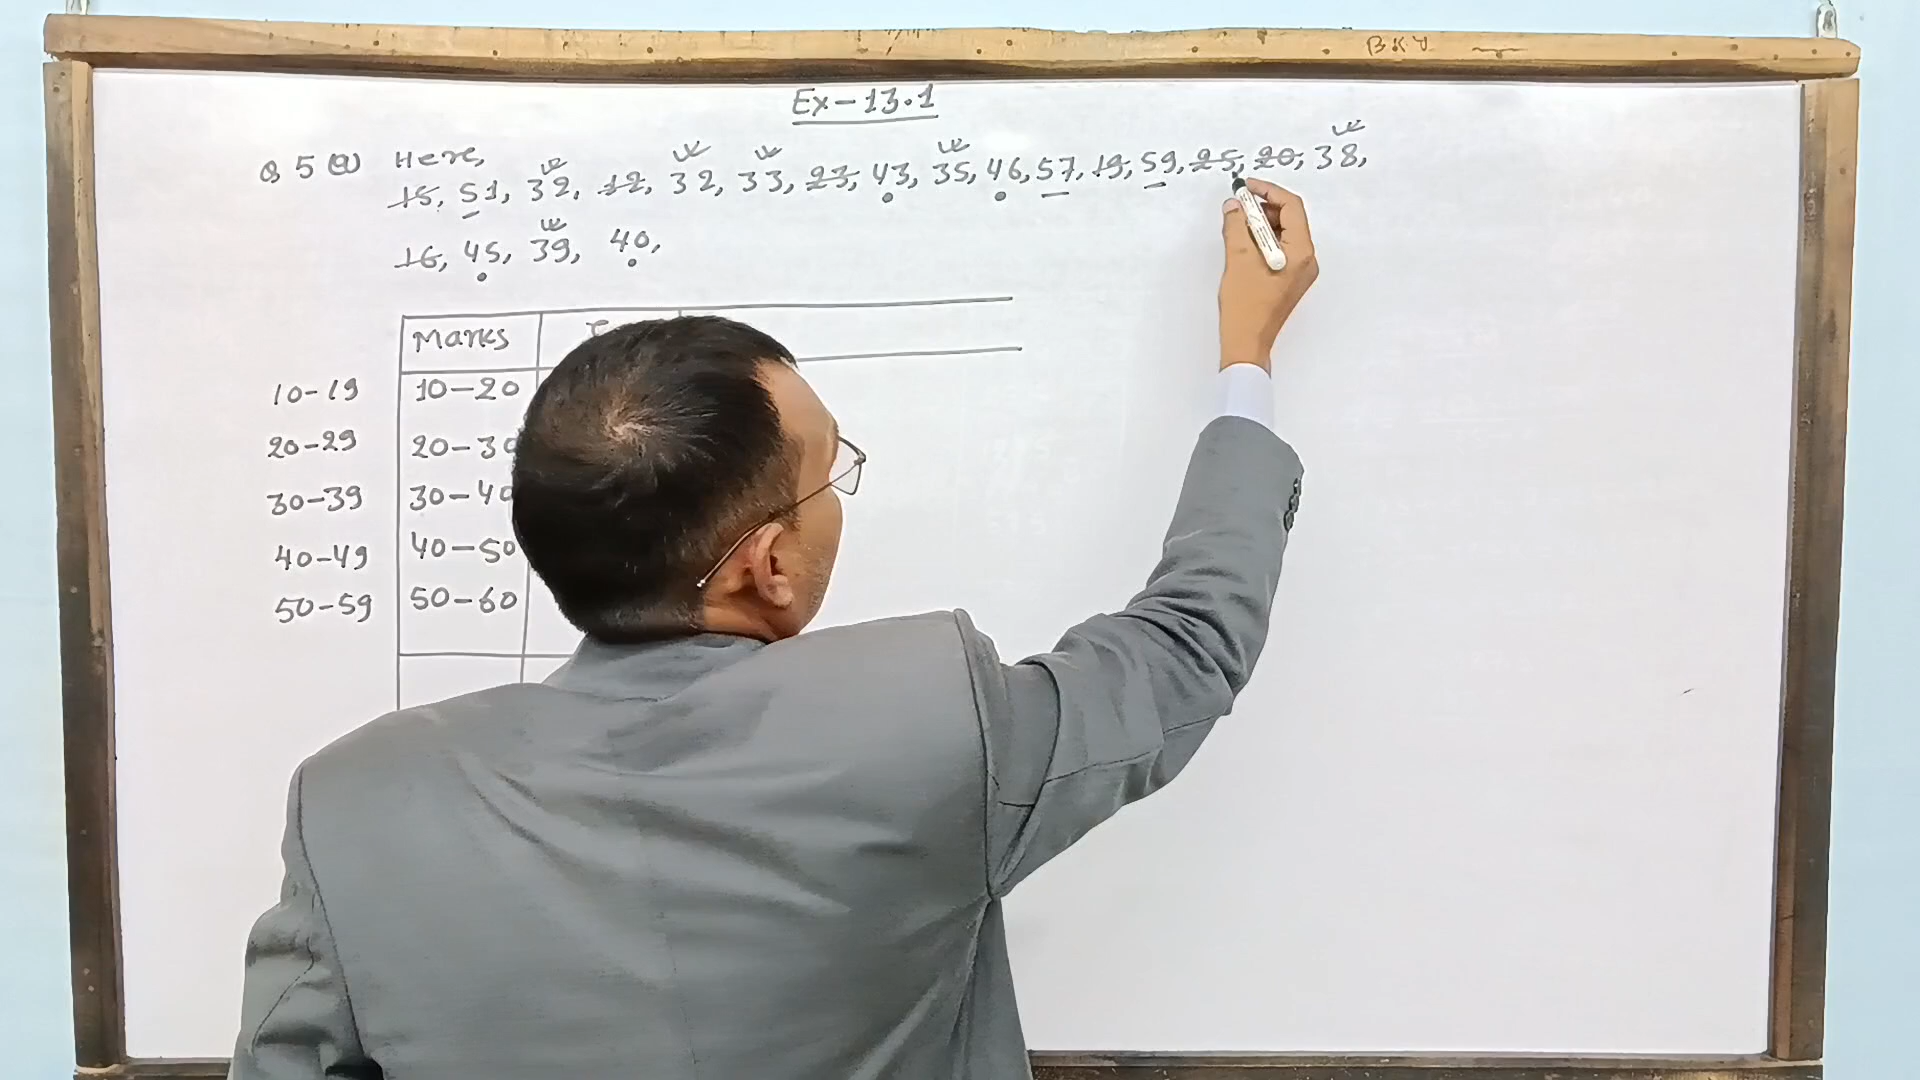 BKY
Ex-13.1
Q 5 (a) Here,
15, 51, 32, 12, 32, 33, 23, 43, 35, 46, 57, 19, 59, 25, 20, 38,
16, 45, 39, 40,
Marks
10-19 10-20
20-29 20-30
30-39 30-40
40-49 40-50
50-59 50-60